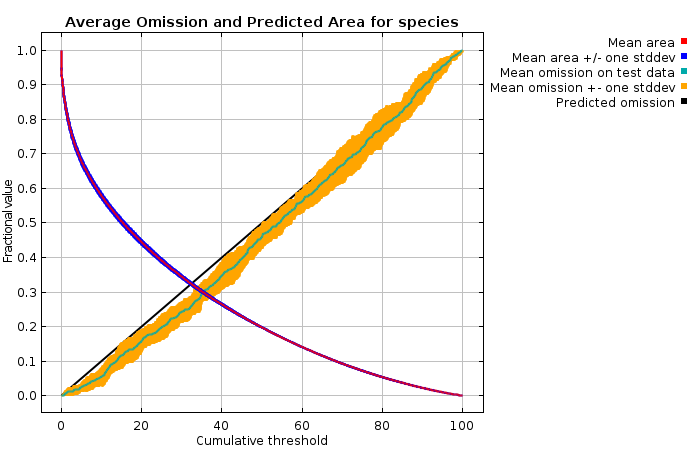 Average Omission and Predicted Area for species
Mean area
Mean area +/- one stddev
Mean omission on test data
Mean omission +- one stddev
Predicted omission
Fractional value
1.0
0.9
0.8
0.7
0.6
0.5
0.4
0.3
0.2
0.1
0.0
0 20 40 60 80 100
Cumulative threshold